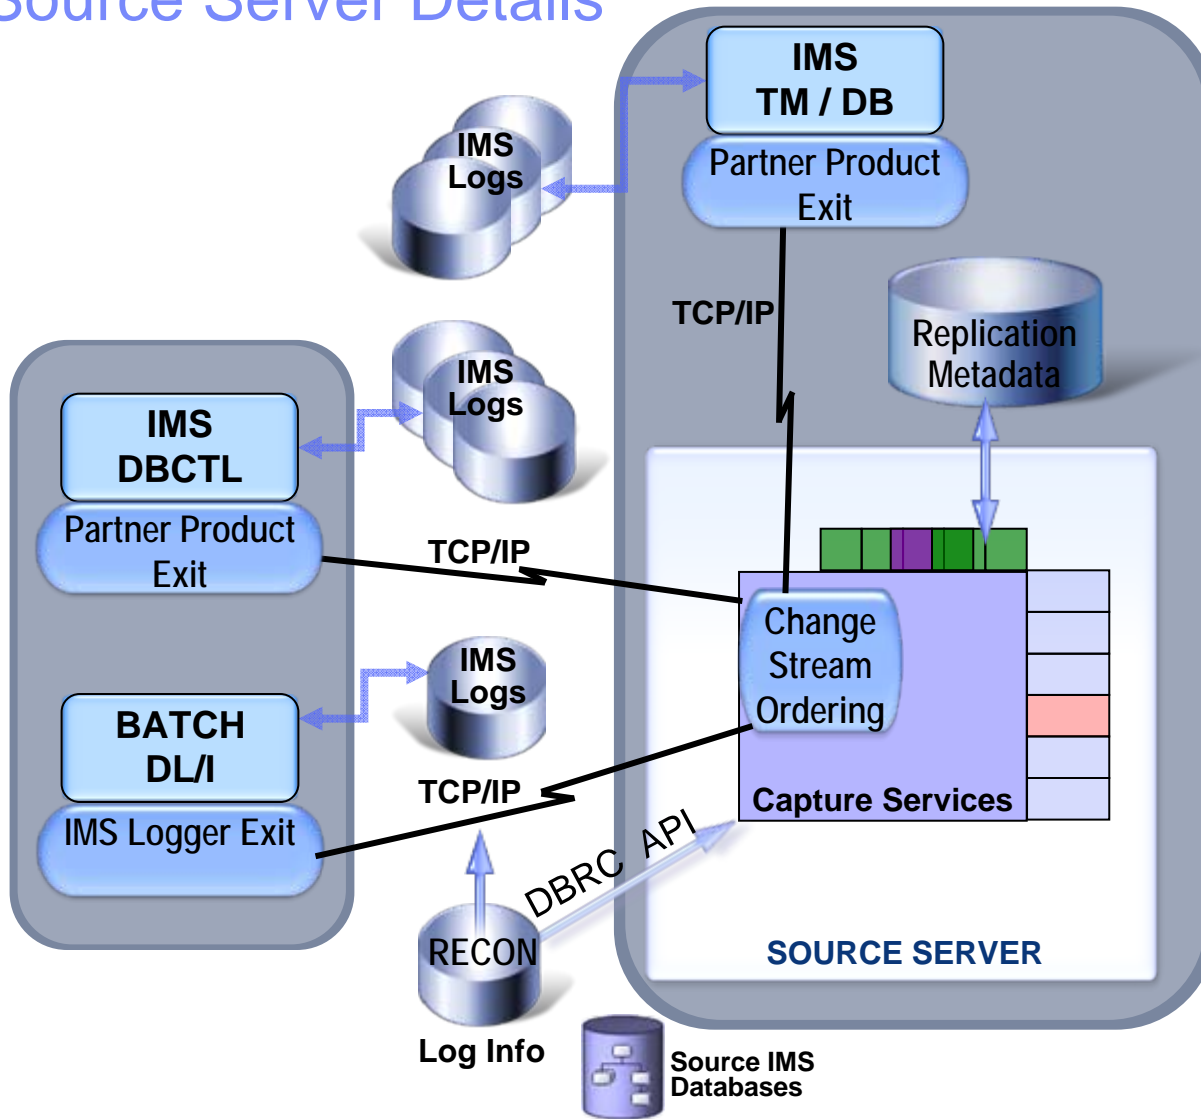 Source Server Details
IMS
TM / DB
Partner Product
Exit
IMS
Logs
TCP/IP
Replication
Metadata
IMS
Logs
IMS
DBCTL
Partner Product
Exit
TCP/IP
Change
Stream
Ordering
Capture Services
IMS
Logs
BATCH
DL/I
IMS Logger Exit
TCP/IP
DBRC API
RECON
Log Info
SOURCE SERVER
Source IMS
Databases